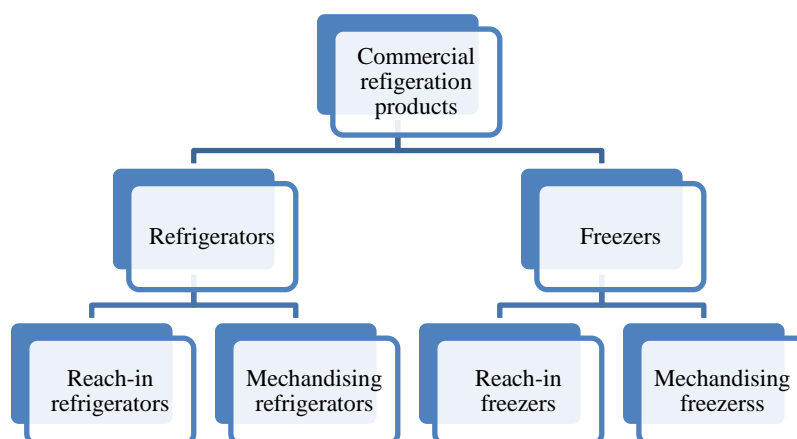 Commercial
refigeration
products
Refrigerators
Freezers
Reach-in
refrigerators
Mechandising
refrigerators
Reach-in
freezers
Mechandising
freezerss